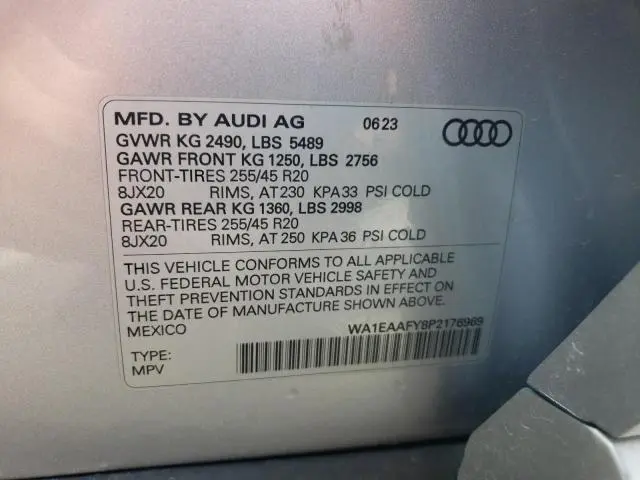 MFD. BY AUDI AG 0623
GVWR KG 2490, LBS 5489
GAWR FRONT KG 1250, LBS 2756
FRONT-TIRES 255/45 R20
8JX20 RIMS, AT 230 KPA 33 PSI COLD
GAWR REAR KG 1360, LBS 2998
REAR-TIRES 255/45 R20
8JX20 RIMS, AT 250 KPA 36 PSI COLD
THIS VEHICLE CONFORMS TO ALL APPLICABLE
U.S. FEDERAL MOTOR VEHICLE SAFETY AND
THEFT PREVENTION STANDARDS IN EFFECT ON
THE DATE OF MANUFACTURE SHOWN ABOVE.
MEXICO WA1EAAFY8P2176969
TYPE:
MPV